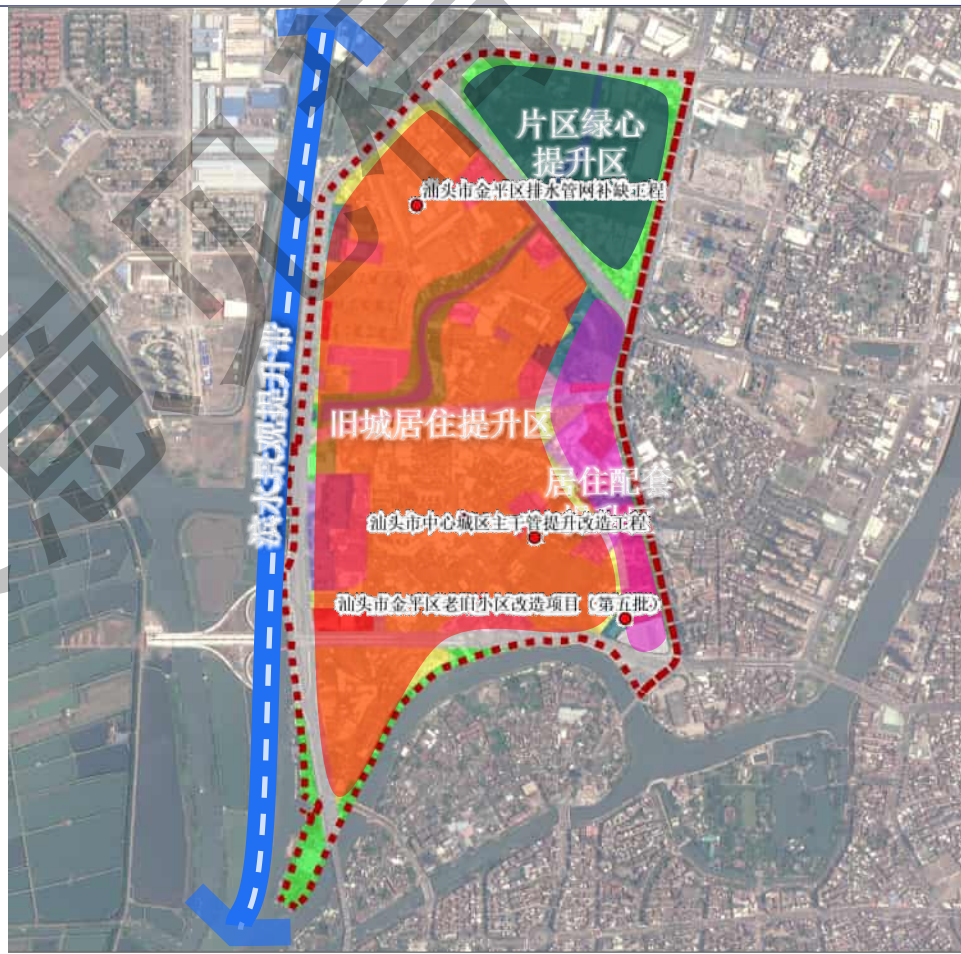 片区绿心
提升区
汕头市金平区排水管网补缺工程
滨水景观提升带
旧城居住提升区
居住配套
汕头市中心城区主干管提升改造工程
汕头市金平区老旧小区改造项目（第五批）